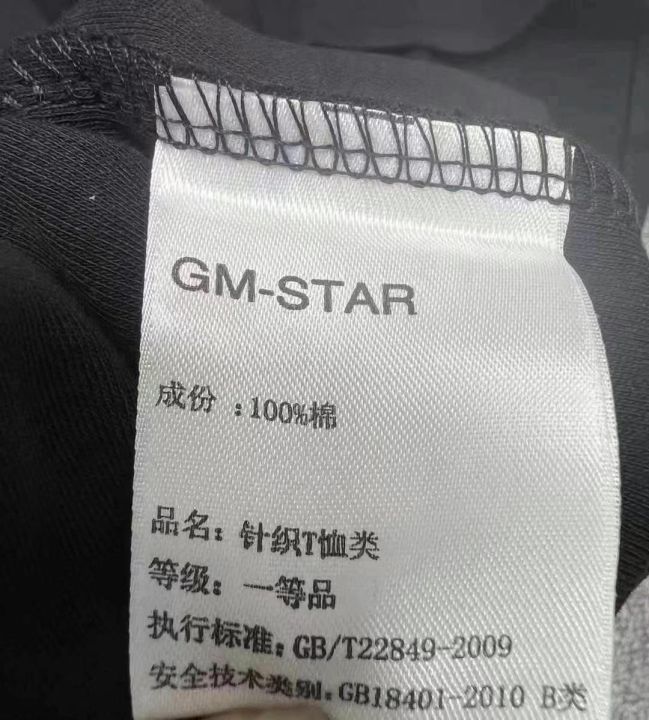 GM-STAR
成份 :100%棉
品名: 针织T恤类
等级: 一等品
执行标准: GB/T22849-2009
安全技术类别: GB18401-2010 B类